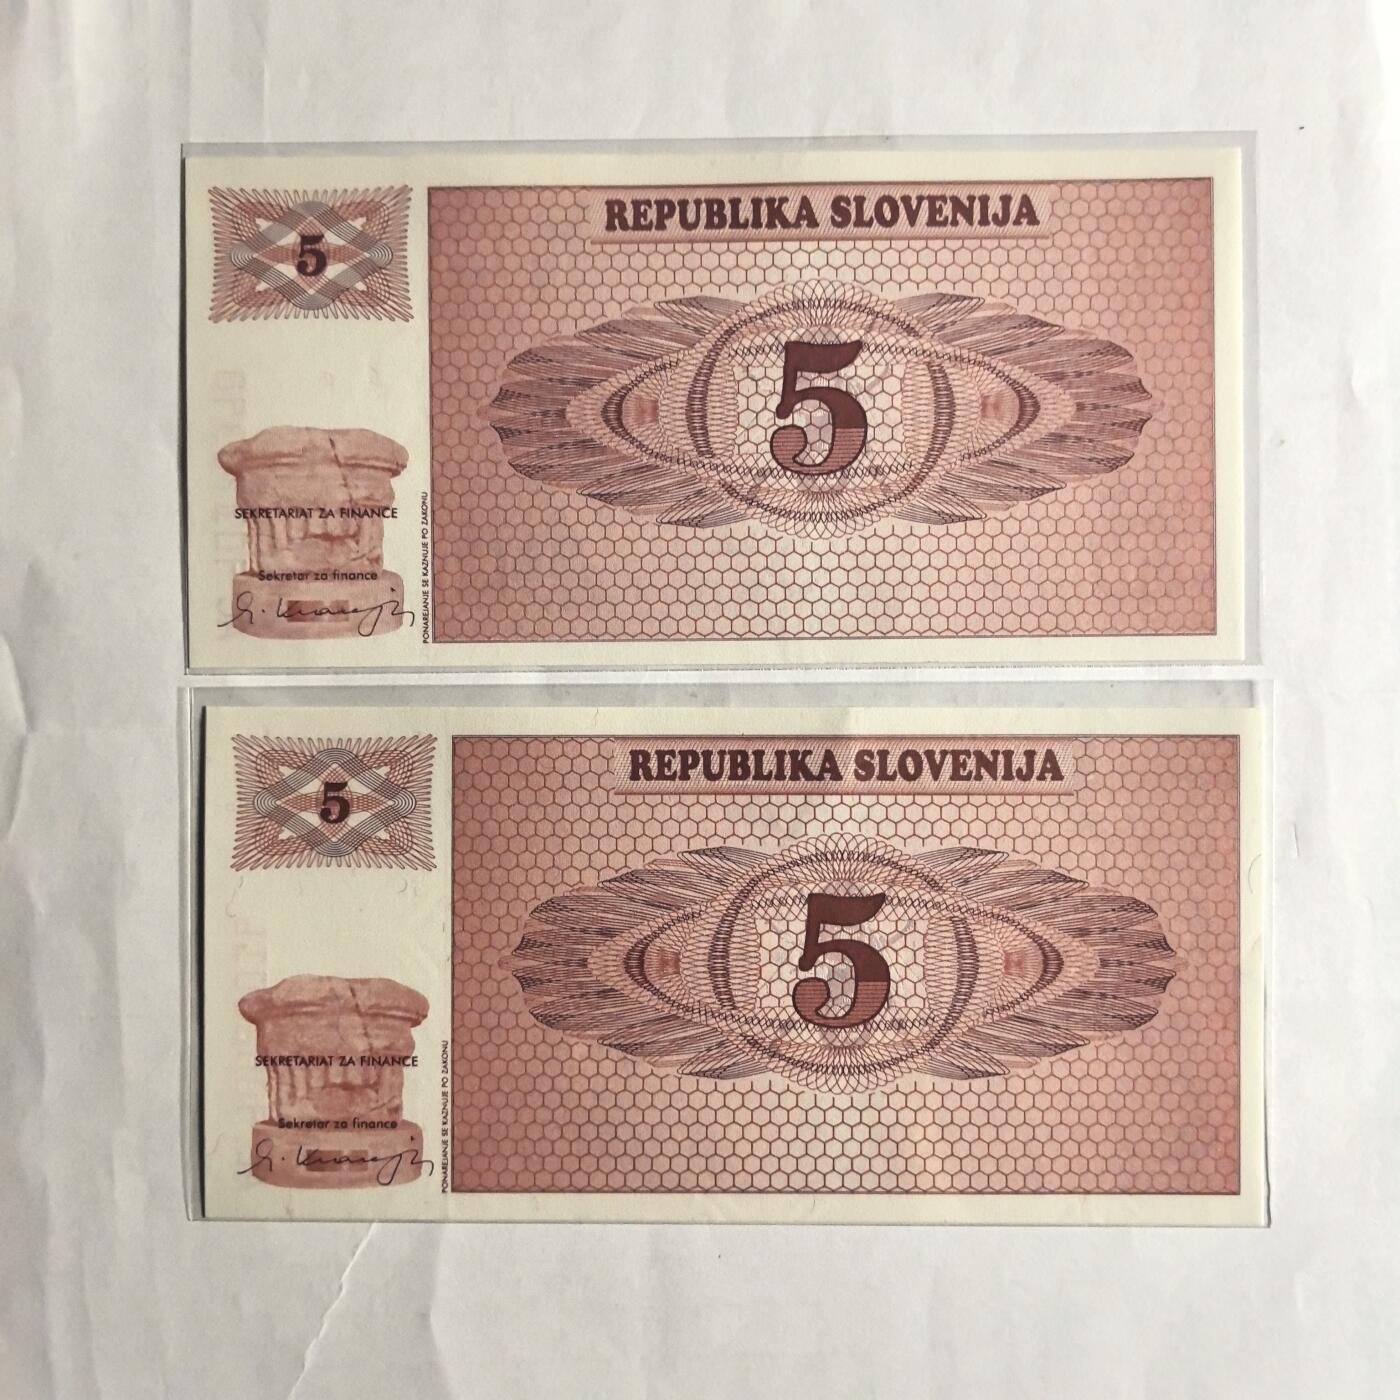 REPUBLIKA SLOVENIJA
5
5
SEKRETARIAT ZA FINANCE
Sekretar za finance
PONAREJANJE SE KAZNUJE PO ZAKONU
REPUBLIKA SLOVENIJA
5
5
SEKRETARIAT ZA FINANCE
Sekretar za finance
PONAREJANJE SE KAZNUJE PO ZAKONU